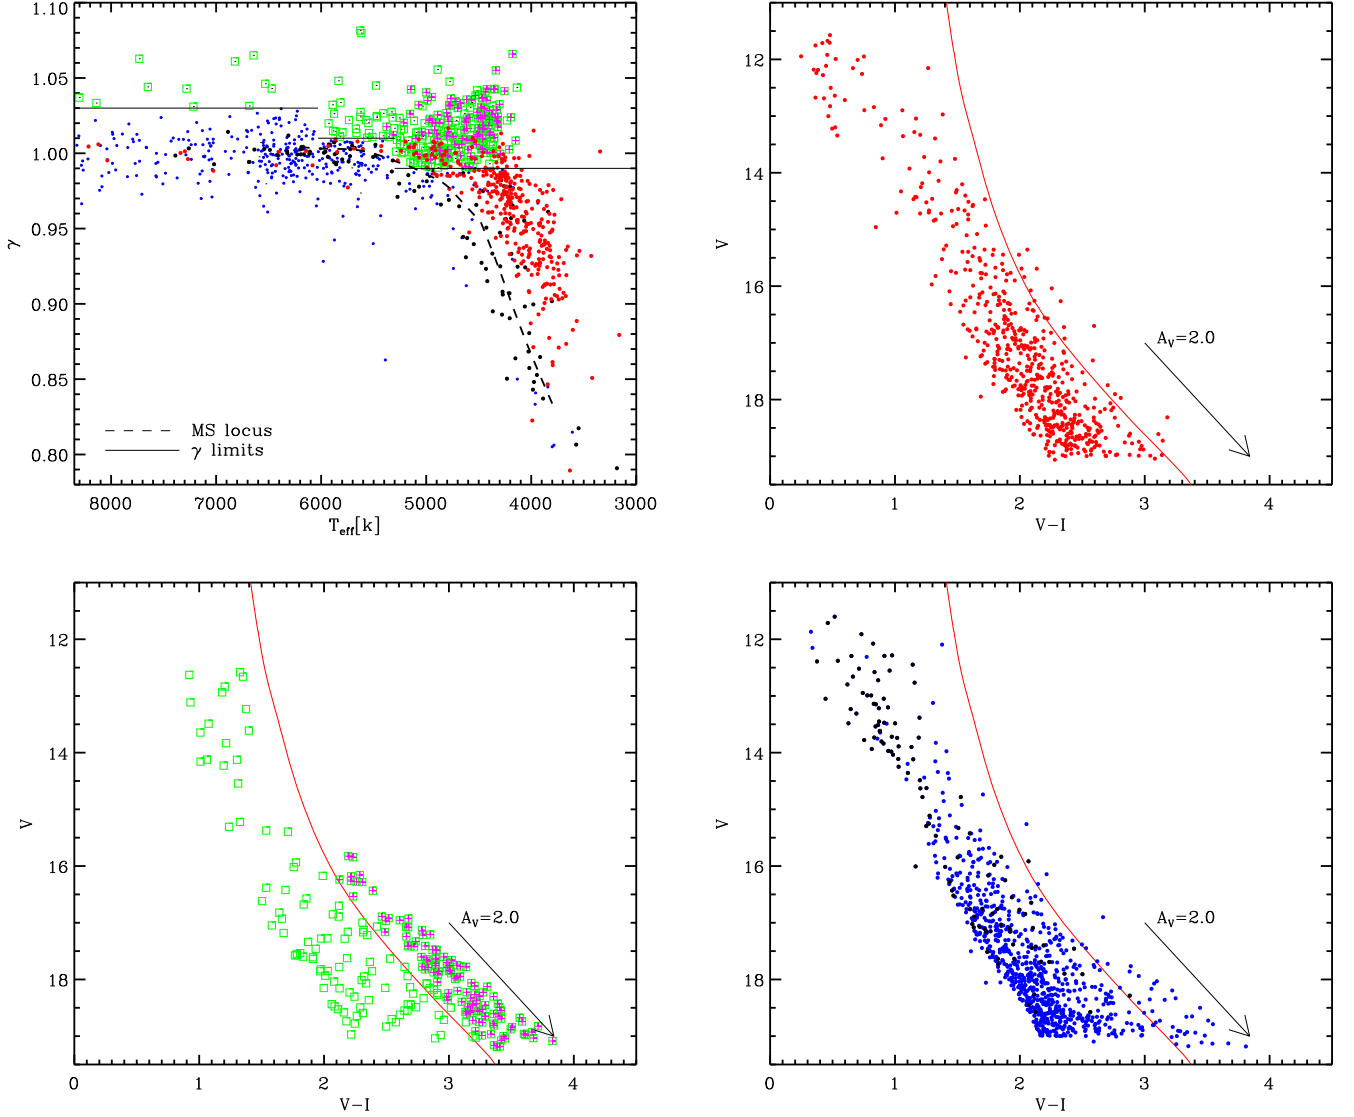 1.10
1.05
1.00
0.95
0.90
0.85
0.80
γ
MS locus
γ limits
8000 7000 6000 5000 4000 3000
T_eff[k]
12
14
16
18
V
A_V=2.0
0 1 2 3 4
V-I
12
14
16
18
V
A_V=2.0
0 1 2 3 4
V-I
12
14
16
18
V
A_V=2.0
0 1 2 3 4
V-I